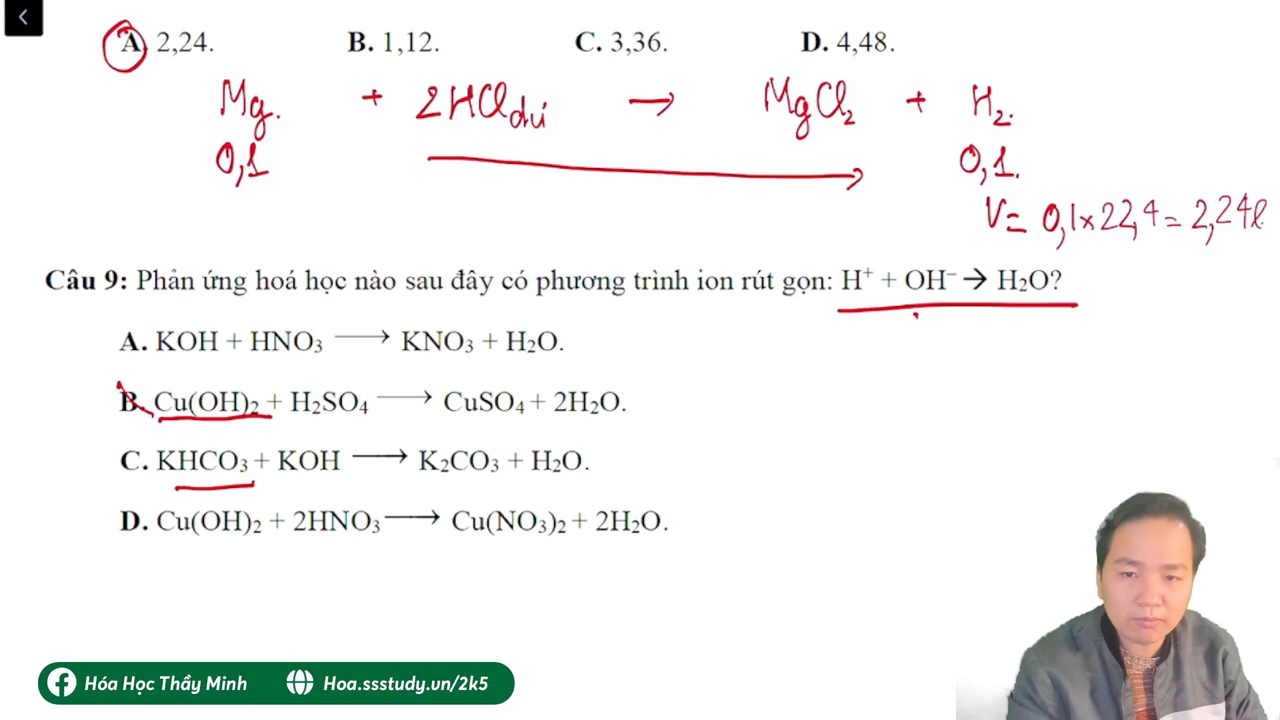 A. 2,24. B. 1,12. C. 3,36. D. 4,48.
Mg. + 2HCl dư → MgCl₂ + H₂.
0,1 0,1.
V= 0,1×22,4 = 2,24l
Câu 9: Phản ứng hoá học nào sau đây có phương trình ion rút gọn: H⁺ + OH⁻ → H₂O?
A. KOH + HNO₃ ⟶ KNO₃ + H₂O.
B. Cu(OH)₂ + H₂SO₄ ⟶ CuSO₄ + 2H₂O.
C. KHCO₃ + KOH ⟶ K₂CO₃ + H₂O.
D. Cu(OH)₂ + 2HNO₃ ⟶ Cu(NO₃)₂ + 2H₂O.
Hóa Học Thầy Minh Hoa.ssstudy.vn/2k5